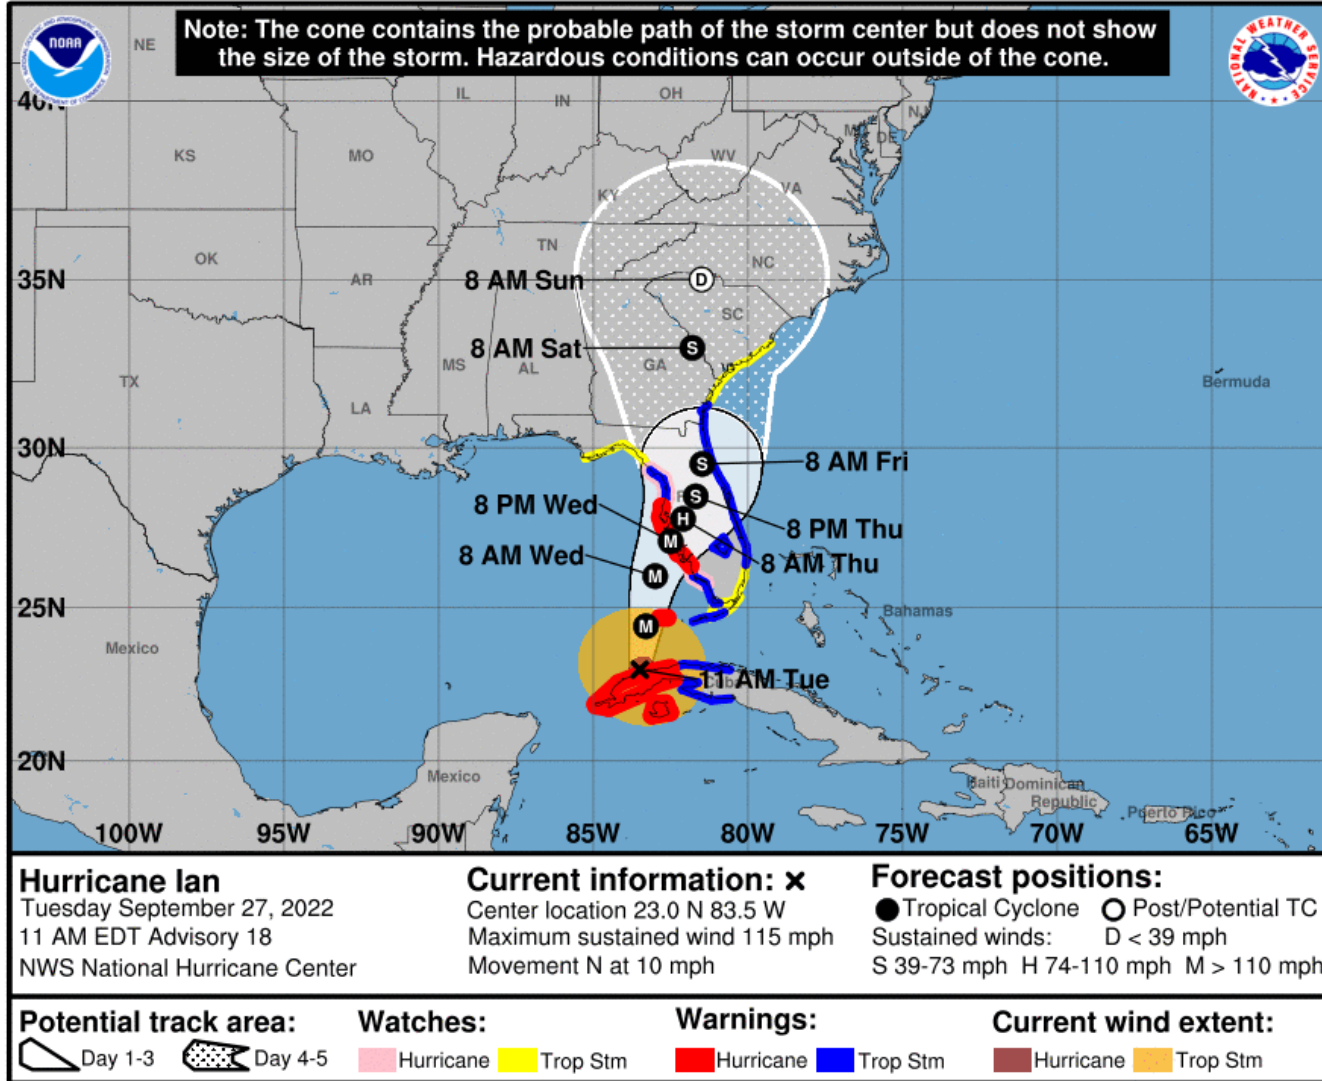 Note: The cone contains the probable path of the storm center but does not show
the size of the storm. Hazardous conditions can occur outside of the cone.
NOAA
NATIONAL WEATHER SERVICE
NE
IL
IN
OH
NJ
40N
DE
KS
MO
WV
KY
VA
TN
OK
AR
NC
8 AM Sun
D
35N
SC
8 AM Sat
S
MS
AL
GA
TX
Bermuda
LA
30N
S
8 AM Fri
S
8 PM Wed
H
8 PM Thu
M
8 AM Wed
8 AM Thu
M
25N
Bahamas
M
Mexico
11 AM Tue
20N
Mexico
Haiti
Dominican
Republic
Puerto Rico
100W
95W
90W
85W
80W
75W
70W
65W
Hurricane Ian
Tuesday September 27, 2022
11 AM EDT Advisory 18
NWS National Hurricane Center
Current information: ×
Center location 23.0 N 83.5 W
Maximum sustained wind 115 mph
Movement N at 10 mph
Forecast positions:
Tropical Cyclone
Post/Potential TC
Sustained winds: D < 39 mph
S 39-73 mph H 74-110 mph M > 110 mph
Potential track area:
Day 1-3
Day 4-5
Watches:
Hurricane
Trop Stm
Warnings:
Hurricane
Trop Stm
Current wind extent:
Hurricane
Trop Stm